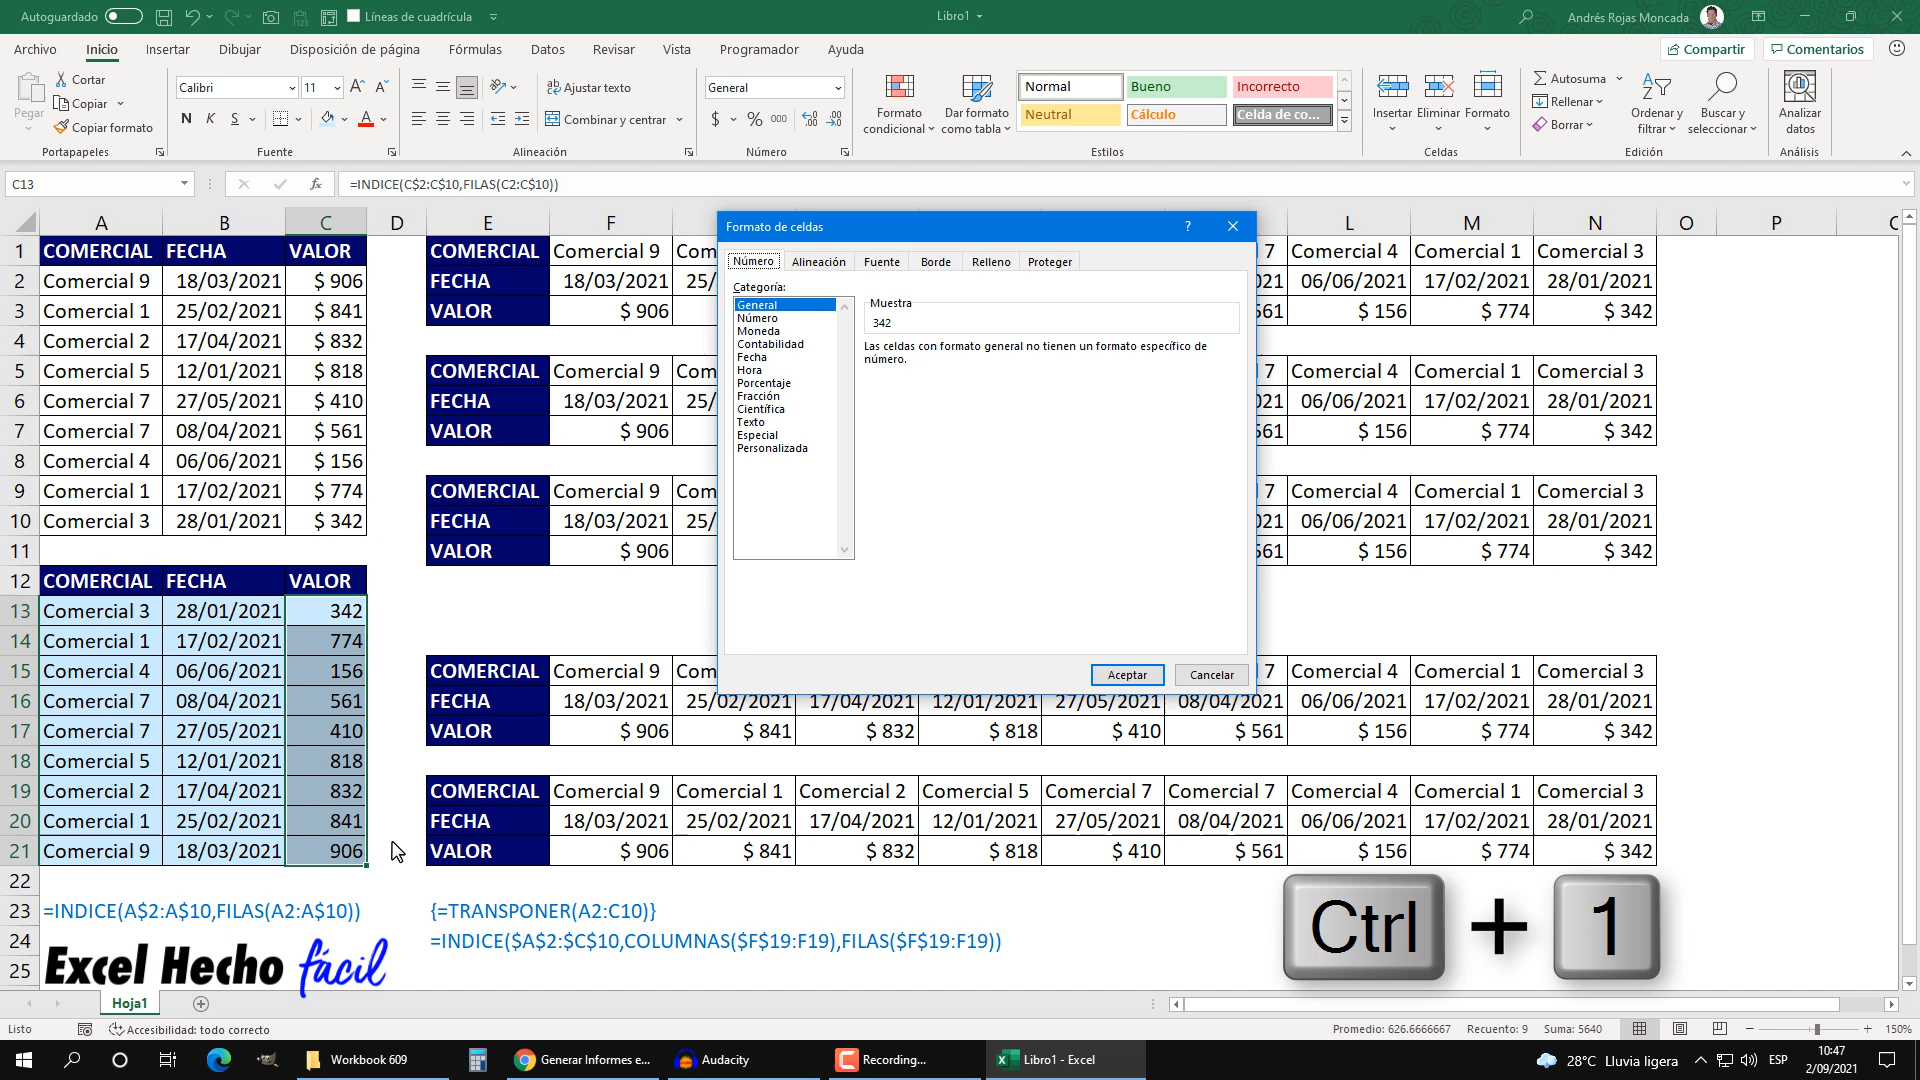 Autoguardado Líneas de cuadrícula Libro1 Andrés Rojas Moncada
Archivo Inicio Insertar Dibujar Disposición de página Fórmulas Datos Revisar Vista Programador Ayuda Compartir Comentarios
Pegar Cortar Copiar Copiar formato
Portapapeles
Calibri 11
N K S
Fuente
Ajustar texto
Combinar y centrar
Alineación
General
$ % 000
Número
Formato condicional Dar formato como tabla
Normal Bueno Incorrecto
Neutral Cálculo Celda de co...
Estilos
Insertar Eliminar Formato
Celdas
Autosuma
Rellenar
Borrar
Ordenar y filtrar Buscar y seleccionar
Edición
Analizar datos
Análisis
C13 fx =INDICE(C$2:C$10,FILAS(C2:C$10))
A B C D E F L M N O P
1 COMERCIAL FECHA VALOR COMERCIAL Comercial 9 Com 7 Comercial 4 Comercial 1 Comercial 3
2 Comercial 9 18/03/2021 $ 906 FECHA 18/03/2021 25/ 021 06/06/2021 17/02/2021 28/01/2021
3 Comercial 1 25/02/2021 $ 841 VALOR $ 906 561 $ 156 $ 774 $ 342
4 Comercial 2 17/04/2021 $ 832
5 Comercial 5 12/01/2021 $ 818 COMERCIAL Comercial 9 Com 7 Comercial 4 Comercial 1 Comercial 3
6 Comercial 7 27/05/2021 $ 410 FECHA 18/03/2021 25/ 021 06/06/2021 17/02/2021 28/01/2021
7 Comercial 7 08/04/2021 $ 561 VALOR $ 906 561 $ 156 $ 774 $ 342
8 Comercial 4 06/06/2021 $ 156
9 Comercial 1 17/02/2021 $ 774 COMERCIAL Comercial 9 Com 7 Comercial 4 Comercial 1 Comercial 3
10 Comercial 3 28/01/2021 $ 342 FECHA 18/03/2021 25/ 021 06/06/2021 17/02/2021 28/01/2021
11 VALOR $ 906 561 $ 156 $ 774 $ 342
12 COMERCIAL FECHA VALOR
13 Comercial 3 28/01/2021 342
14 Comercial 1 17/02/2021 774
15 Comercial 4 06/06/2021 156 COMERCIAL Comercial 9 Com 7 Comercial 4 Comercial 1 Comercial 3
16 Comercial 7 08/04/2021 561 FECHA 18/03/2021 25/02/2021 17/04/2021 12/01/2021 27/05/2021 08/04/2021 06/06/2021 17/02/2021 28/01/2021
17 Comercial 7 27/05/2021 410 VALOR $ 906 $ 841 $ 832 $ 818 $ 410 $ 561 $ 156 $ 774 $ 342
18 Comercial 5 12/01/2021 818
19 Comercial 2 17/04/2021 832 COMERCIAL Comercial 9 Comercial 1 Comercial 2 Comercial 5 Comercial 7 Comercial 7 Comercial 4 Comercial 1 Comercial 3
20 Comercial 1 25/02/2021 841 FECHA 18/03/2021 25/02/2021 17/04/2021 12/01/2021 27/05/2021 08/04/2021 06/06/2021 17/02/2021 28/01/2021
21 Comercial 9 18/03/2021 906 VALOR $ 906 $ 841 $ 832 $ 818 $ 410 $ 561 $ 156 $ 774 $ 342
22
23 =INDICE(A$2:A$10,FILAS(A2:A$10)) {=TRANSPONER(A2:C10)}
24 =INDICE($A$2:$C$10,COLUMNAS($F$19:F19),FILAS($F$19:F19))
25
Excel Hecho fácil
Formato de celdas ?
Número Alineación Fuente Borde Relleno Proteger
Categoría:
General
Número
Moneda
Contabilidad
Fecha
Hora
Porcentaje
Fracción
Científica
Texto
Especial
Personalizada
Muestra
342
Las celdas con formato general no tienen un formato específico de
número.
Aceptar Cancelar
Ctrl + 1
Hoja1
Listo Accesibilidad: todo correcto Promedio: 626.6666667 Recuento: 9 Suma: 5640 150%
Workbook 609 Generar Informes e... Audacity Recording... Libro1 - Excel 28°C Lluvia ligera ESP 10:47
2/09/2021